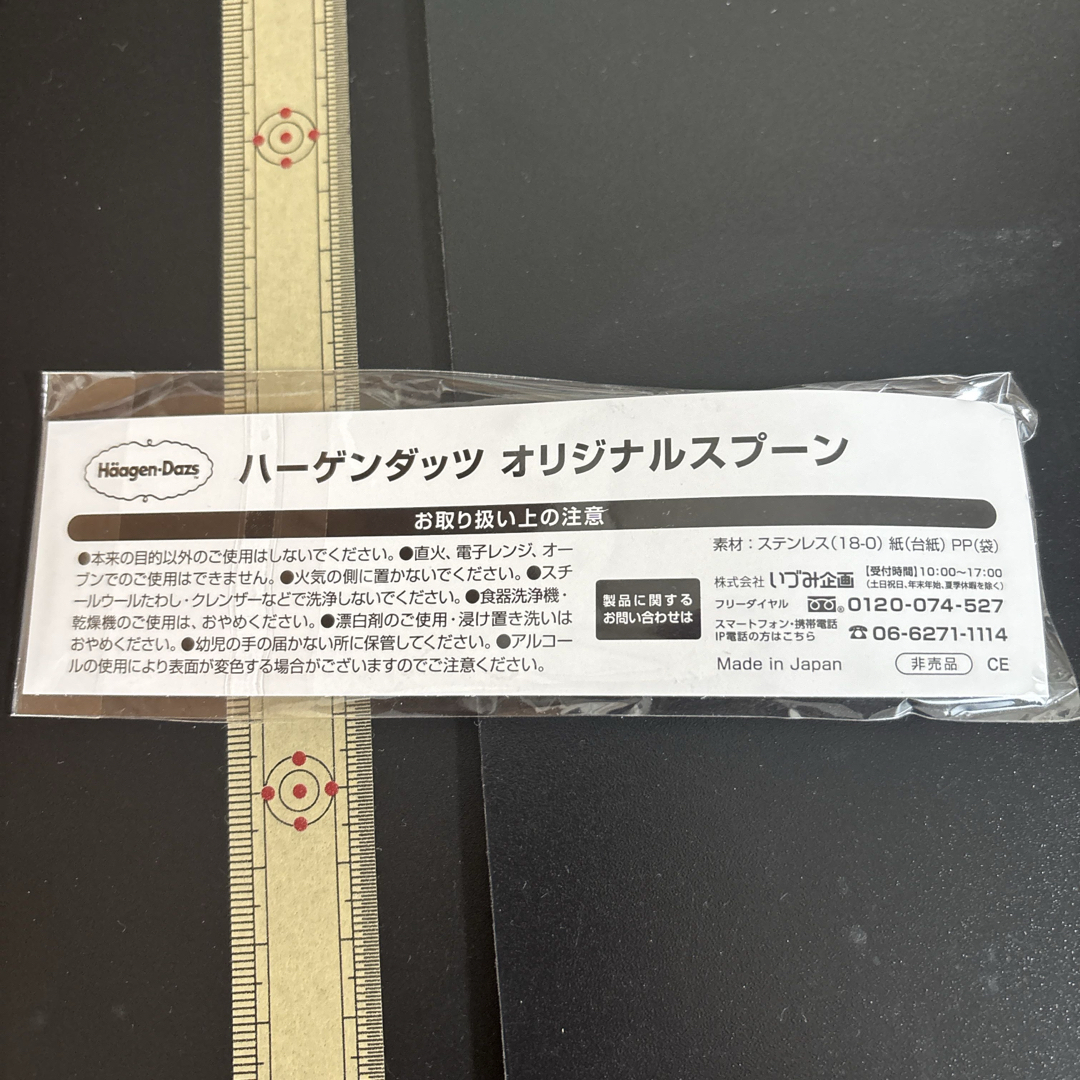 Häagen-Dazs
ハーゲンダッツ オリジナルスプーン
お取り扱い上の注意
●本来の目的以外のご使用はしないでください。●直火、電子レンジ、オー
ブンでのご使用はできません。●火気の側に置かないでください。●スチ
ールウールたわし・クレンザーなどで洗浄しないでください。●食器洗浄機・
乾燥機のご使用は、おやめください。●漂白剤のご使用・浸け置き洗いは
おやめください。●幼児の手の届かない所に保管してください。●アルコー
ルの使用により表面が変色する場合がございますのでご注意ください。
製品に関する
お問い合わせは
素材：ステンレス(18-0) 紙(台紙) PP(袋)
株式会社 いづみ企画 【受付時間】10:00〜17:00
(土日祝日、年末年始、夏季休暇を除く)
フリーダイヤル 0120-074-527
スマートフォン・携帯電話
IP電話の方はこちら ☎06-6271-1114
Made in Japan 非売品 CE